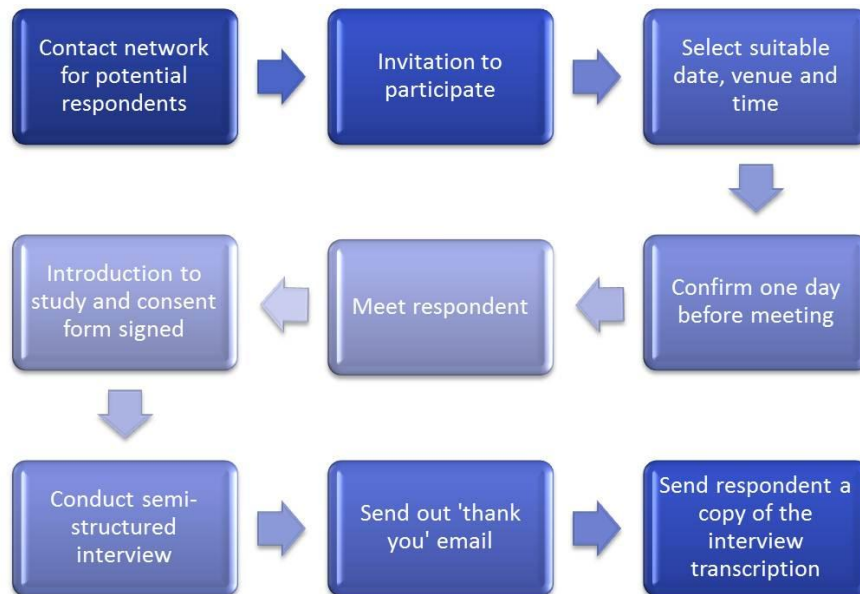 Contact network
for potential
respondents
Invitation to
participate
Select suitable
date, venue and
time
Confirm one day
before meeting
Meet respondent
Introduction to
study and consent
form signed
Conduct semi-
structured
interview
Send out 'thank
you' email
Send respondent a
copy of the
interview
transcription